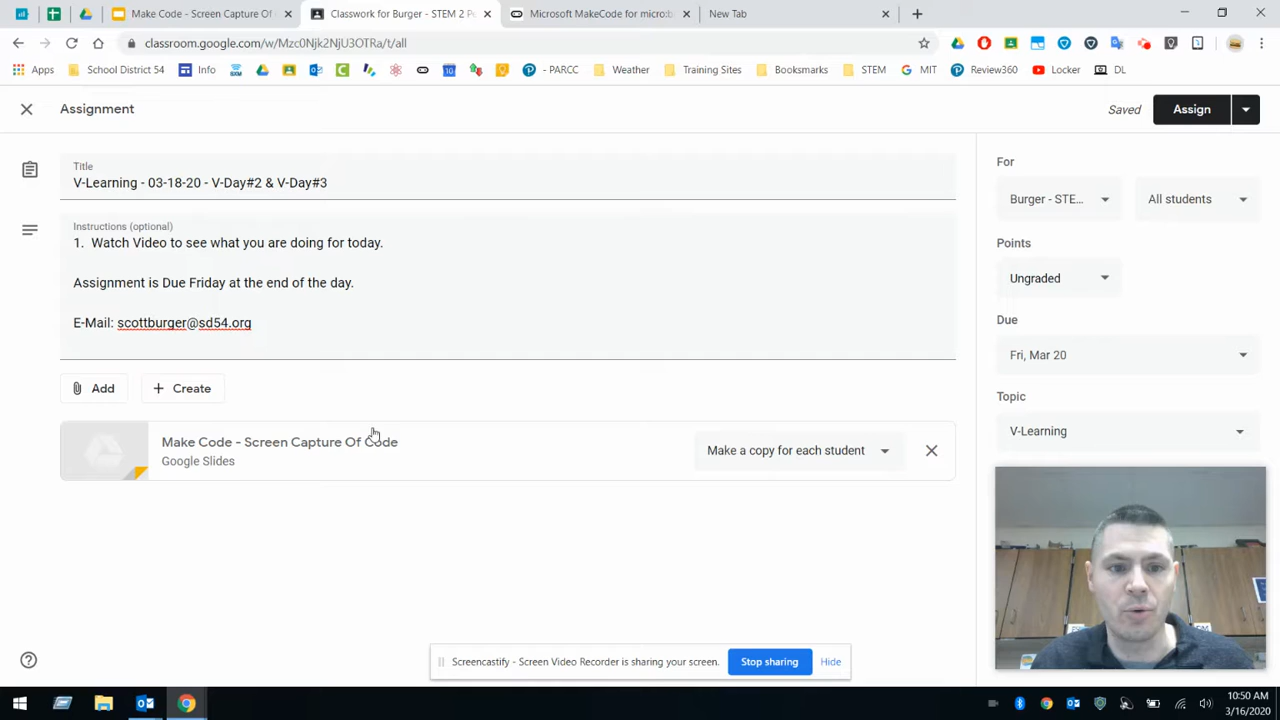 Make Code - Screen Capture Of
Classwork for Burger - STEM 2 P
Microsoft MakeCode for micro:b
New Tab
classroom.google.com/w/Mzc0Njk2NjU3OTRa/t/all
Apps
School District 54
Info
- PARCC
Weather
Training Sites
Booksmarks
STEM
MIT
Review360
Locker
DL
Assignment
Saved
Assign
Title
V-Learning - 03-18-20 - V-Day#2 & V-Day#3
Instructions (optional)
1. Watch Video to see what you are doing for today.
Assignment is Due Friday at the end of the day.
E-Mail: scottburger@sd54.org
Add
Create
Make Code - Screen Capture Of Code
Google Slides
Make a copy for each student
For
Burger - STE...
All students
Points
Ungraded
Due
Fri, Mar 20
Topic
V-Learning
Screencastify - Screen Video Recorder is sharing your screen.
Stop sharing
Hide
10:50 AM
3/16/2020